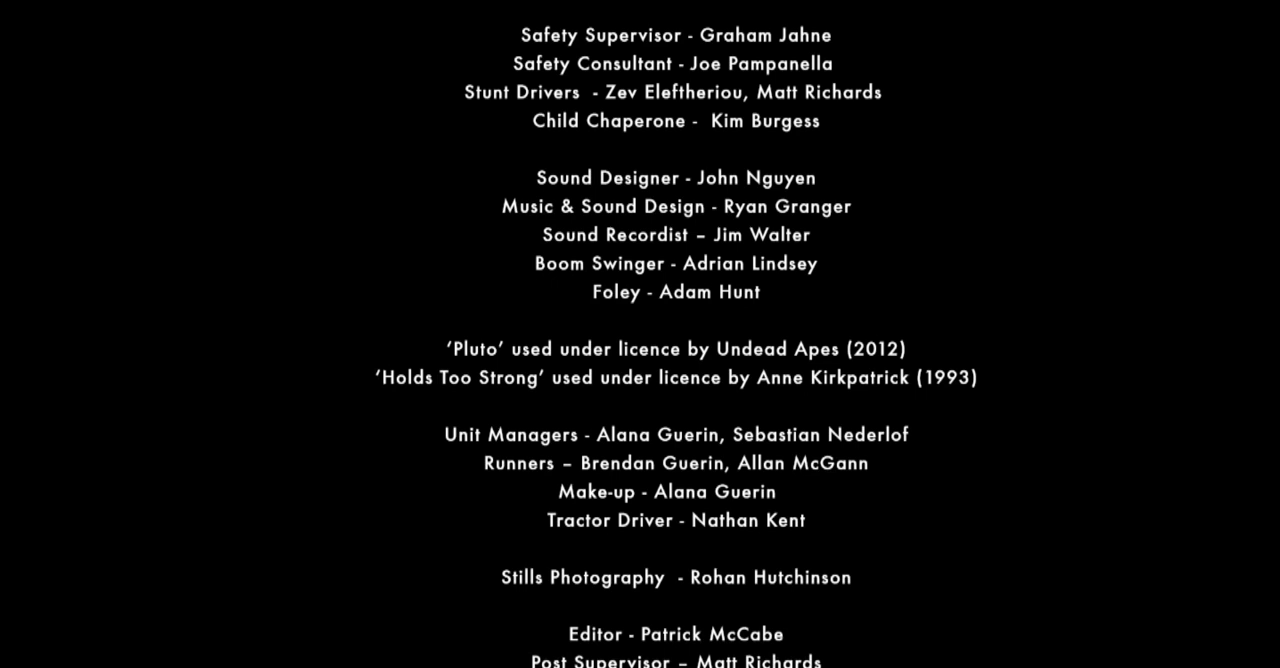 Safety Supervisor - Graham Jahne
Safety Consultant - Joe Pampanella
Stunt Drivers  - Zev Eleftheriou, Matt Richards
Child Chaperone -  Kim Burgess
Sound Designer - John Nguyen
Music & Sound Design - Ryan Granger
Sound Recordist – Jim Walter
Boom Swinger - Adrian Lindsey
Foley - Adam Hunt
‘Pluto’ used under licence by Undead Apes (2012)
‘Holds Too Strong’ used under licence by Anne Kirkpatrick (1993)
Unit Managers - Alana Guerin, Sebastian Nederlof
Runners – Brendan Guerin, Allan McGann
Make-up - Alana Guerin
Tractor Driver - Nathan Kent
Stills Photography  - Rohan Hutchinson
Editor - Patrick McCabe
Post Supervisor – Matt Richards